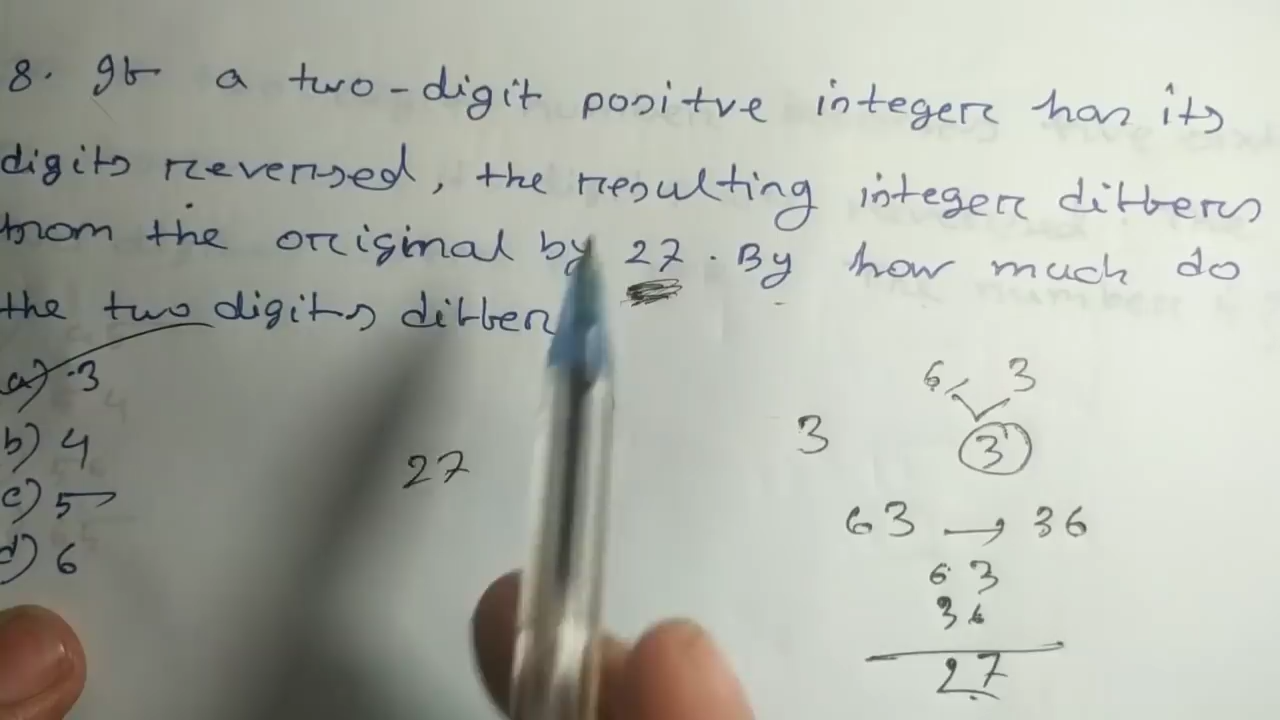 8. If a two-digit positve integer has its
digits reversed, the resulting integer differs
from the original by 27. By how much do
the two digits differ
a) 3
b) 4
c) 5
d) 6
27
3
6 3
3
63 → 36
63
36
27